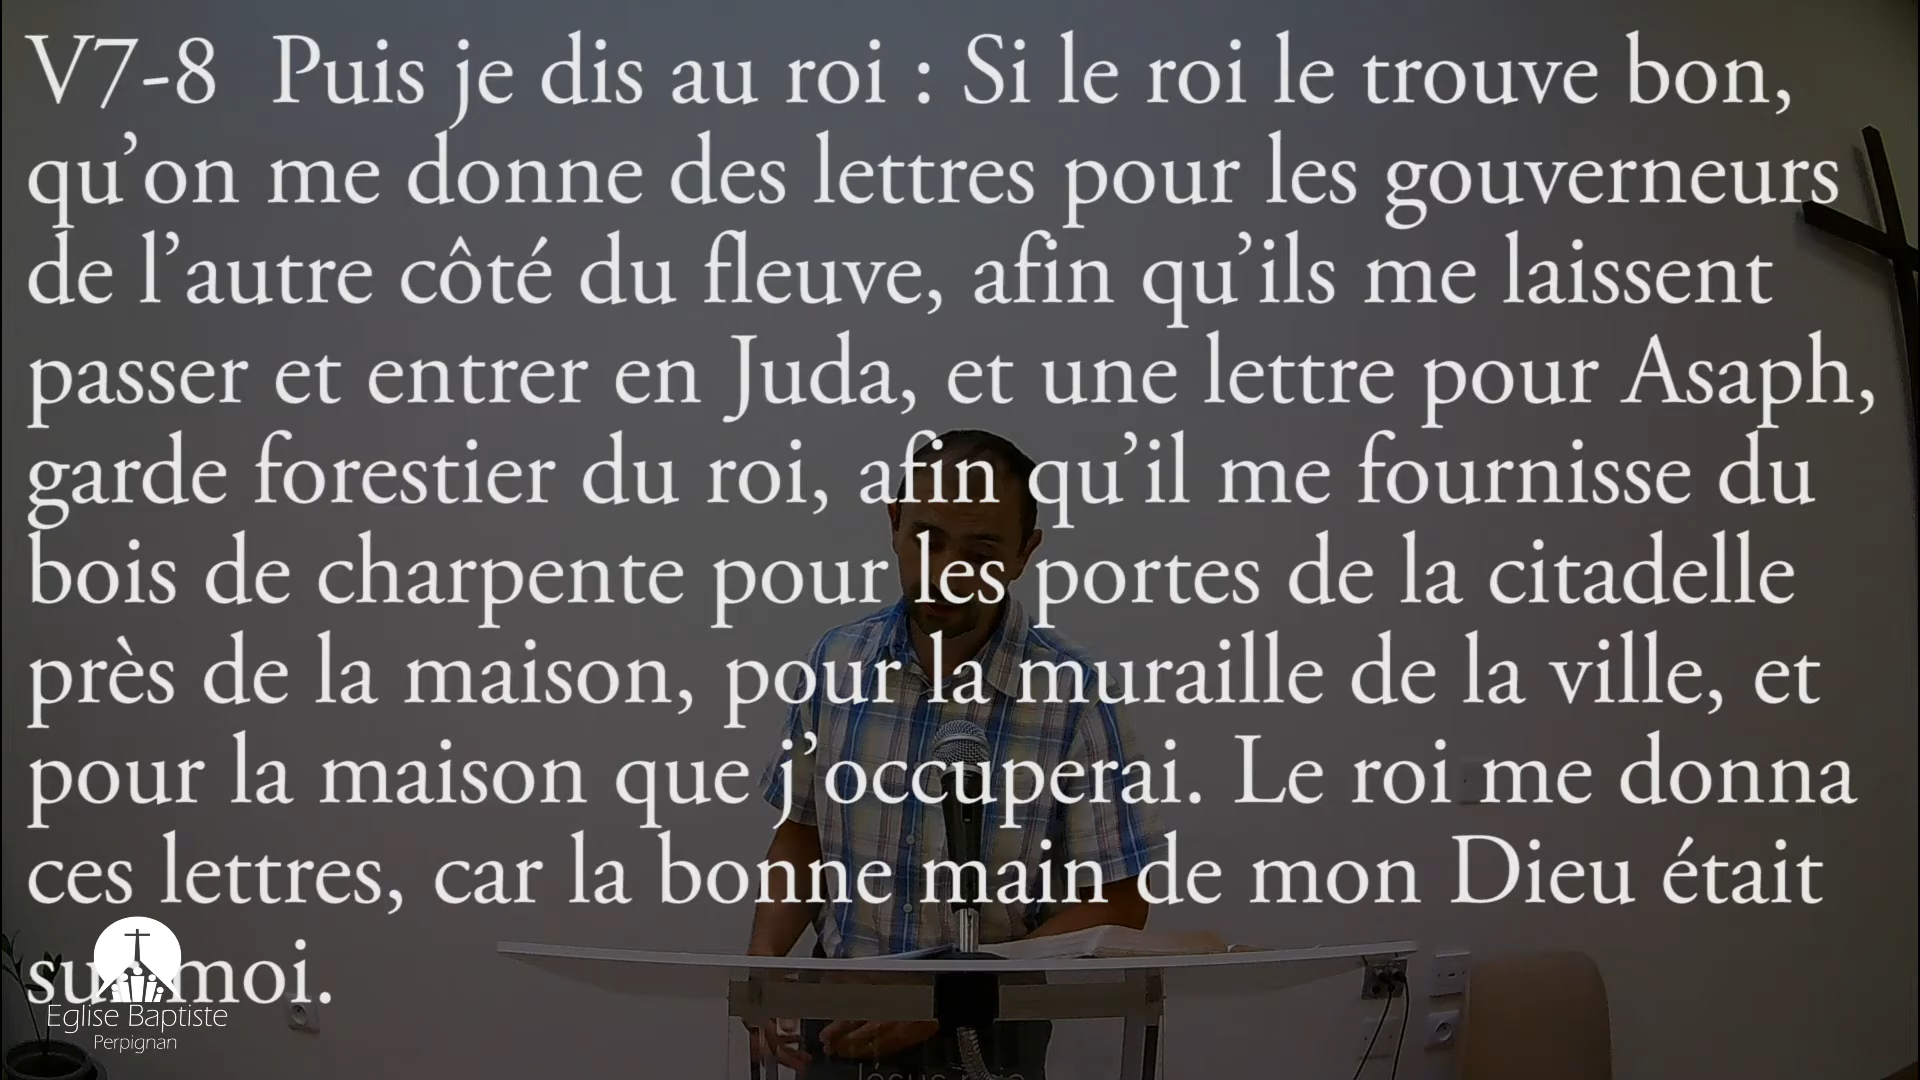 V7-8 Puis je dis au roi : Si le roi le trouve bon,
qu’on me donne des lettres pour les gouverneurs
de l’autre côté du fleuve, afin qu’ils me laissent
passer et entrer en Juda, et une lettre pour Asaph,
garde forestier du roi, afin qu’il me fournisse du
bois de charpente pour les portes de la citadelle
près de la maison, pour la muraille de la ville, et
pour la maison que j’occuperai. Le roi me donna
ces lettres, car la bonne main de mon Dieu était
sur moi.
Eglise Baptiste
Perpignan